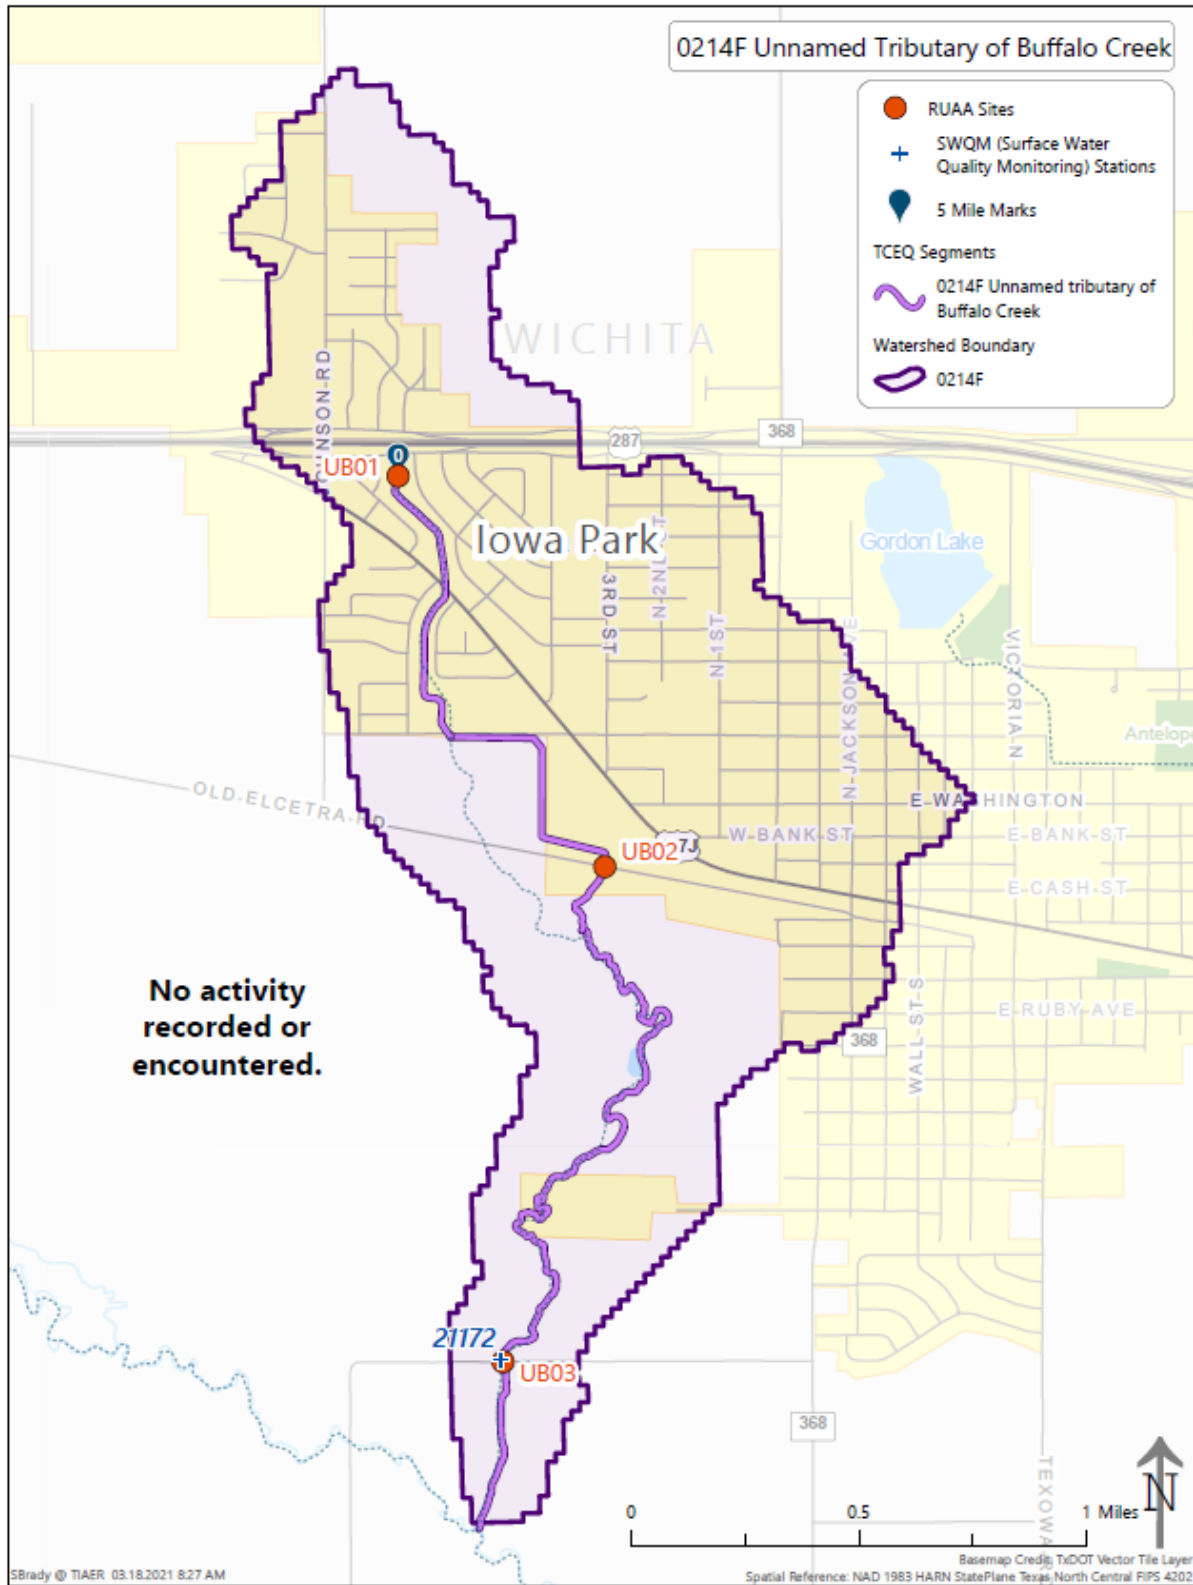 0214F Unnamed Tributary of Buffalo Creek
RUAA Sites
SWQM (Surface Water
Quality Monitoring) Stations
5 Mile Marks
TCEQ Segments
0214F Unnamed tributary of
Buffalo Creek
Watershed Boundary
0214F
WICHITA
287
368
0
UB01
Iowa Park
Gordon Lake
3RD ST
N 1ST
N JACKSON AVE
VICTORIA N
Antelope
OLD ELCETRA RD
E WASHINGTON
W BANK ST
E BANK ST
UB02
7J
E CASH ST
No activity
recorded or
encountered.
E RUBY AVE
WALL ST S
368
21172
UB03
368
N
0 0.5 1 Miles
SBrady @ TIAER 03.18.2021 8:27 AM
Basemap Credit: TxDOT Vector Tile Layer
Spatial Reference: NAD 1983 HARN StatePlane Texas North Central FIPS 4202